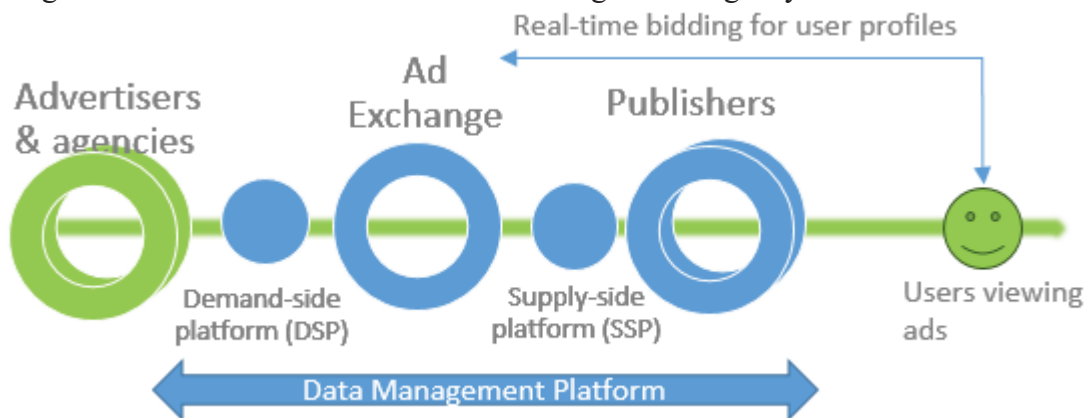 Real-time bidding for user profiles
Advertisers
& agencies
Ad
Exchange
Publishers
Demand-side
platform (DSP)
Supply-side
platform (SSP)
Users viewing
ads
Data Management Platform